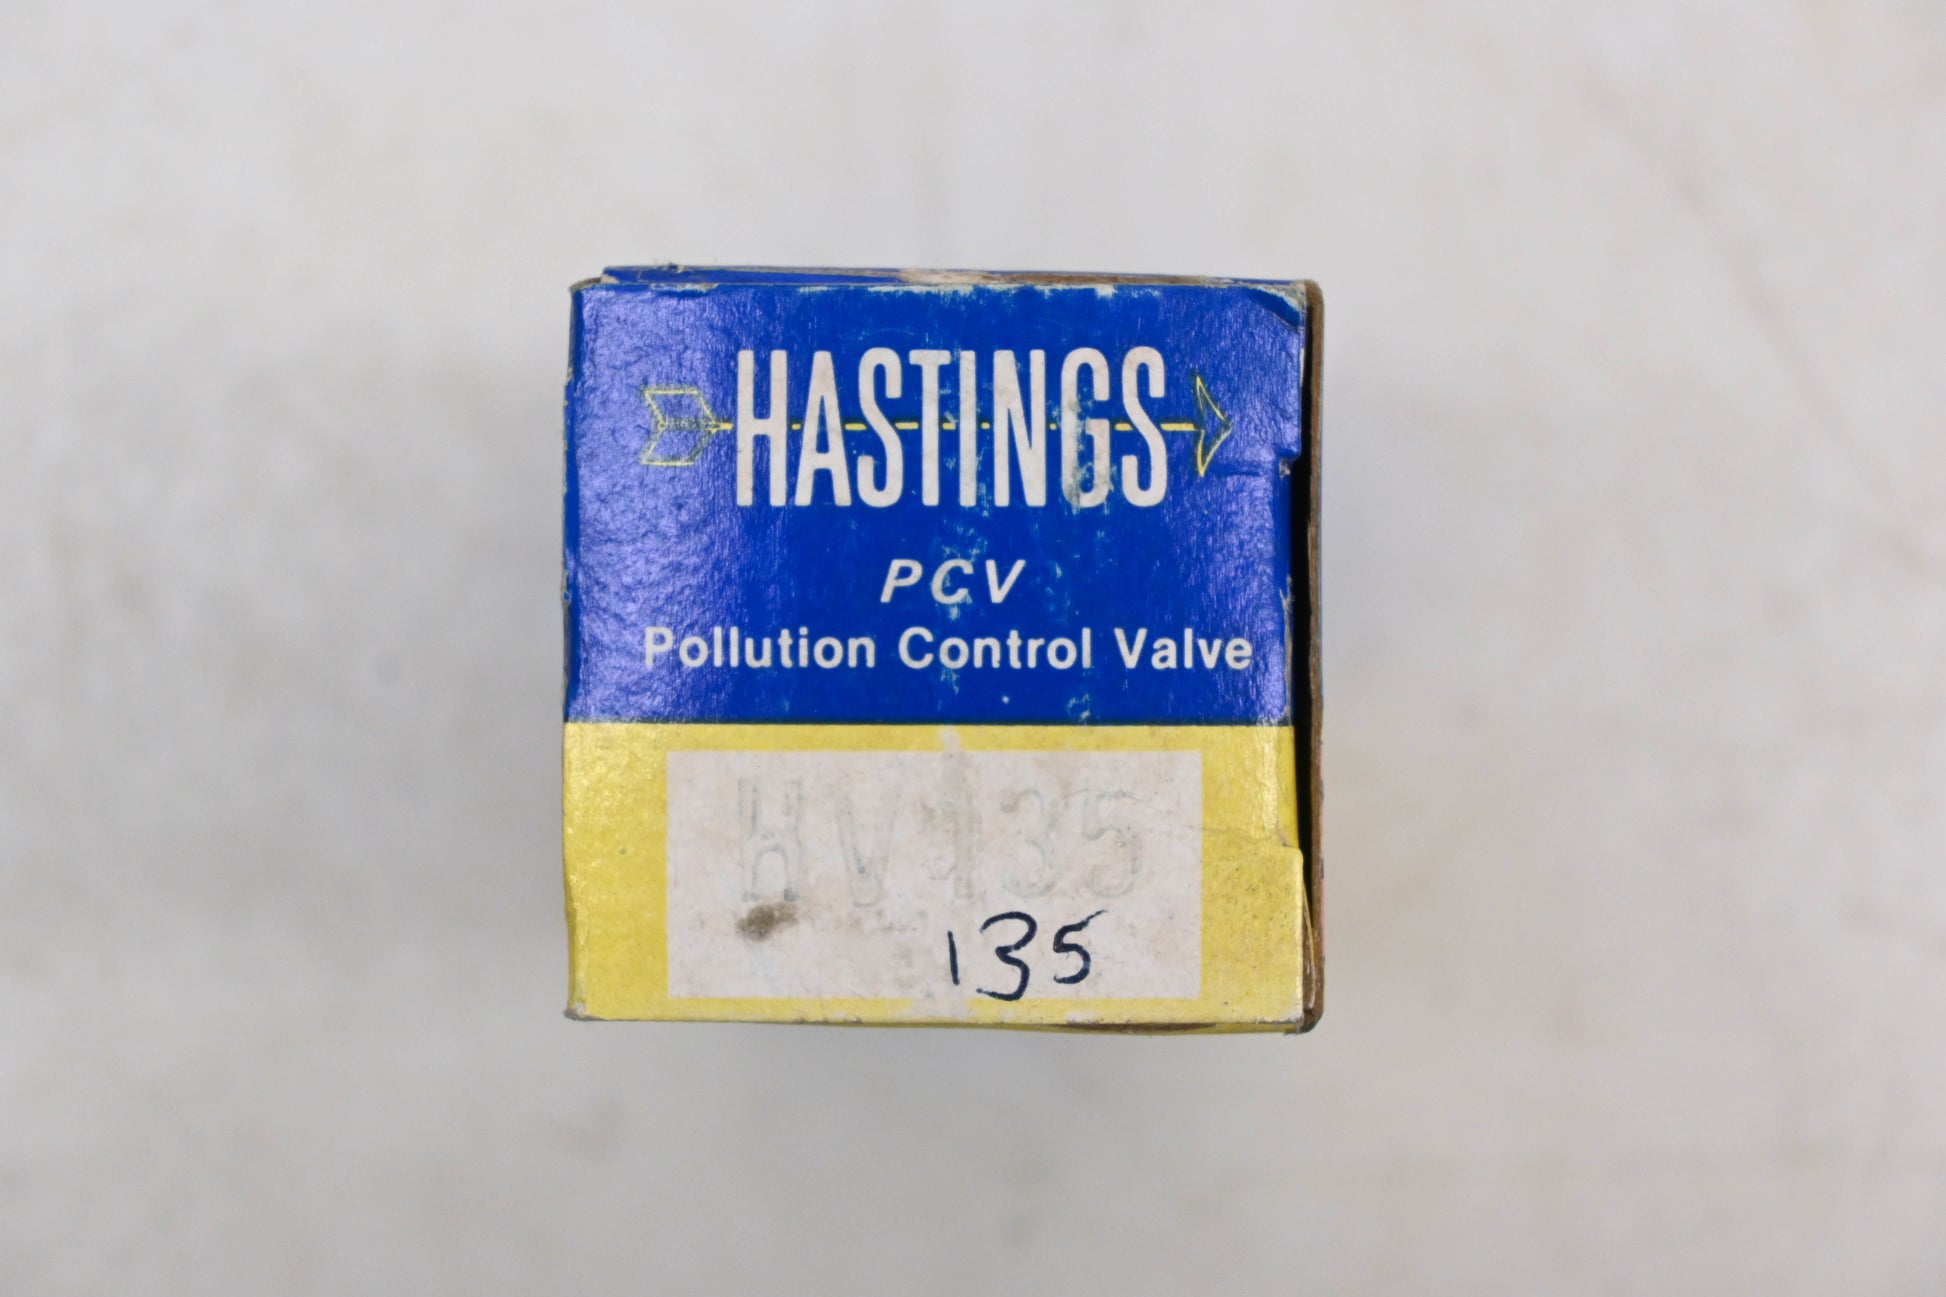 HASTINGS
PCV
Pollution Control Valve
HV135
135